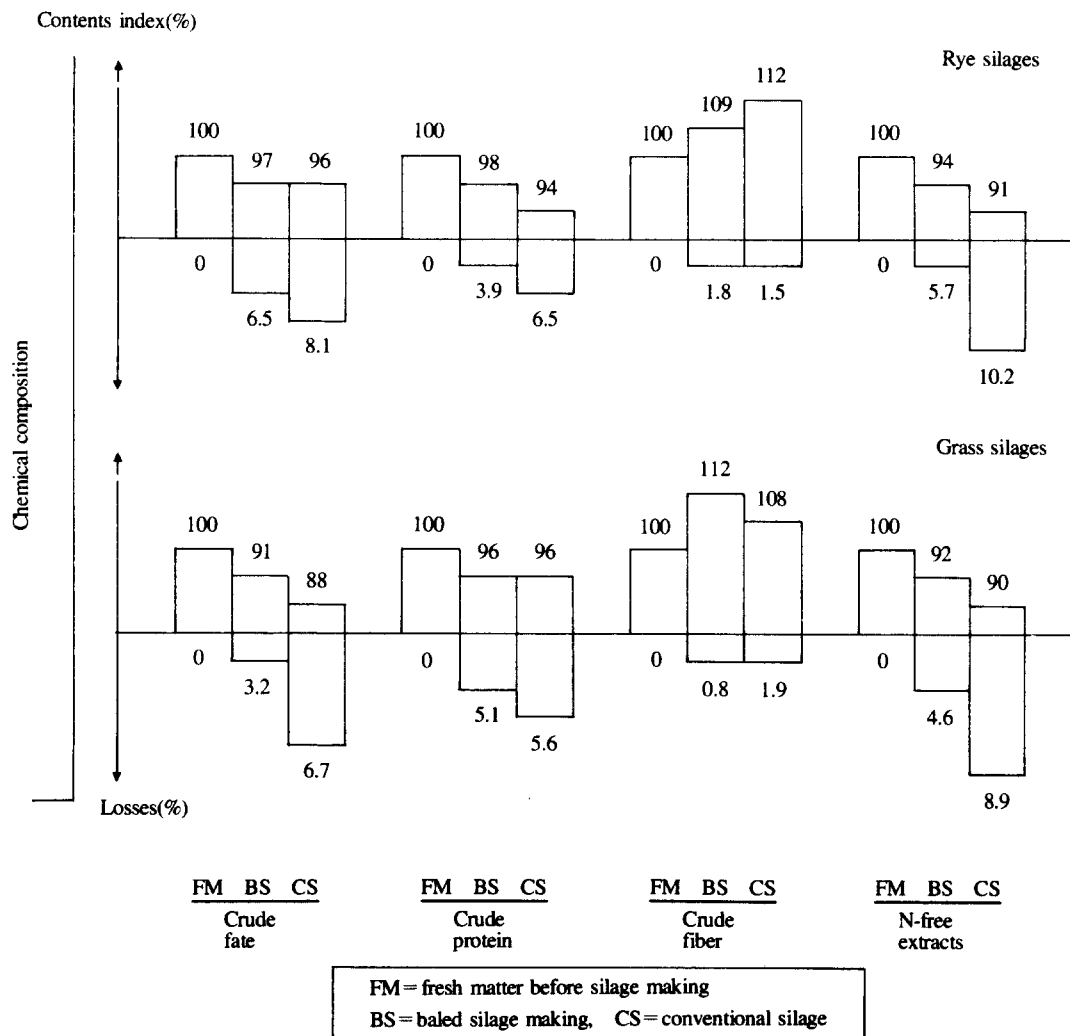 Contents index(%)
Rye silages
100 97 96 100 98 94 100 109 112 100 94 91
0 6.5 8.1 0 3.9 6.5 0 1.8 1.5 0 5.7 10.2
Chemical composition
Grass silages
100 91 88 100 96 96 100 112 108 100 92 90
0 3.2 6.7 0 5.1 5.6 0 0.8 1.9 0 4.6 8.9
Losses(%)
FM BS CS FM BS CS FM BS CS FM BS CS
Crude Crude Crude N-free
fate protein fiber extracts
FM=fresh matter before silage making
BS=baled silage making, CS=conventional silage